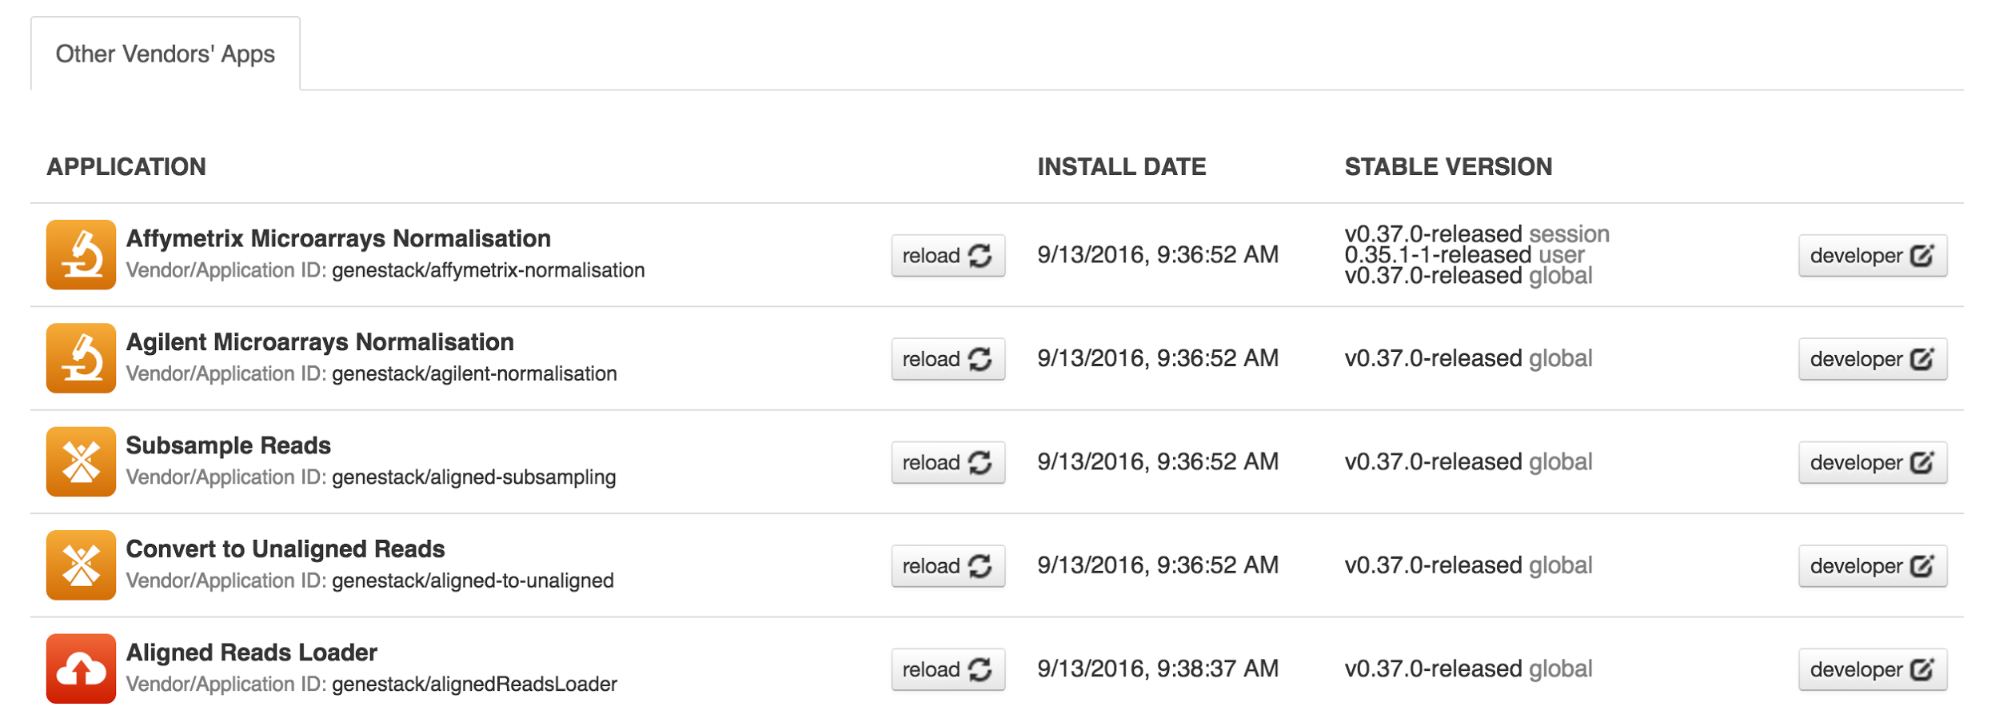 Other Vendors' Apps
APPLICATION INSTALL DATE STABLE VERSION
Affymetrix Microarrays Normalisation
Vendor/Application ID: genestack/affymetrix-normalisation
reload
9/13/2016, 9:36:52 AM
v0.37.0-released session
0.35.1-1-released user
v0.37.0-released global
developer
Agilent Microarrays Normalisation
Vendor/Application ID: genestack/agilent-normalisation
reload
9/13/2016, 9:36:52 AM
v0.37.0-released global
developer
Subsample Reads
Vendor/Application ID: genestack/aligned-subsampling
reload
9/13/2016, 9:36:52 AM
v0.37.0-released global
developer
Convert to Unaligned Reads
Vendor/Application ID: genestack/aligned-to-unaligned
reload
9/13/2016, 9:36:52 AM
v0.37.0-released global
developer
Aligned Reads Loader
Vendor/Application ID: genestack/alignedReadsLoader
reload
9/13/2016, 9:38:37 AM
v0.37.0-released global
developer